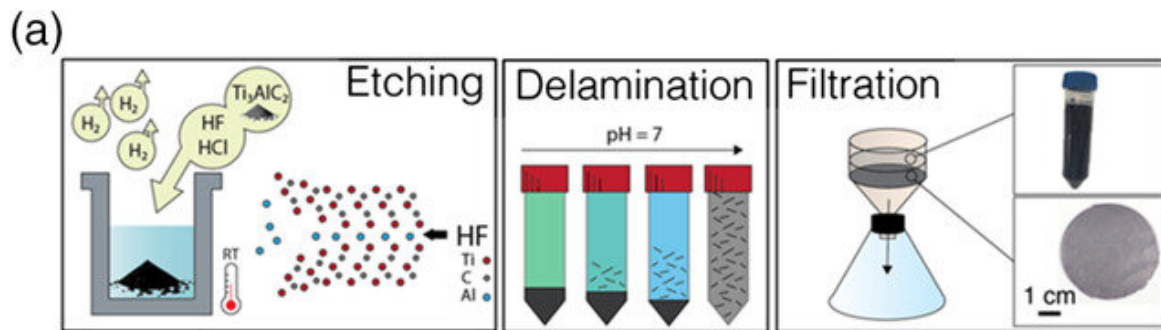 (a)
Etching
H₂
H₂
H₂
Ti₃AlC₂
HF
HCl
RT
HF
Ti
C
Al
Delamination
pH = 7
Filtration
1 cm